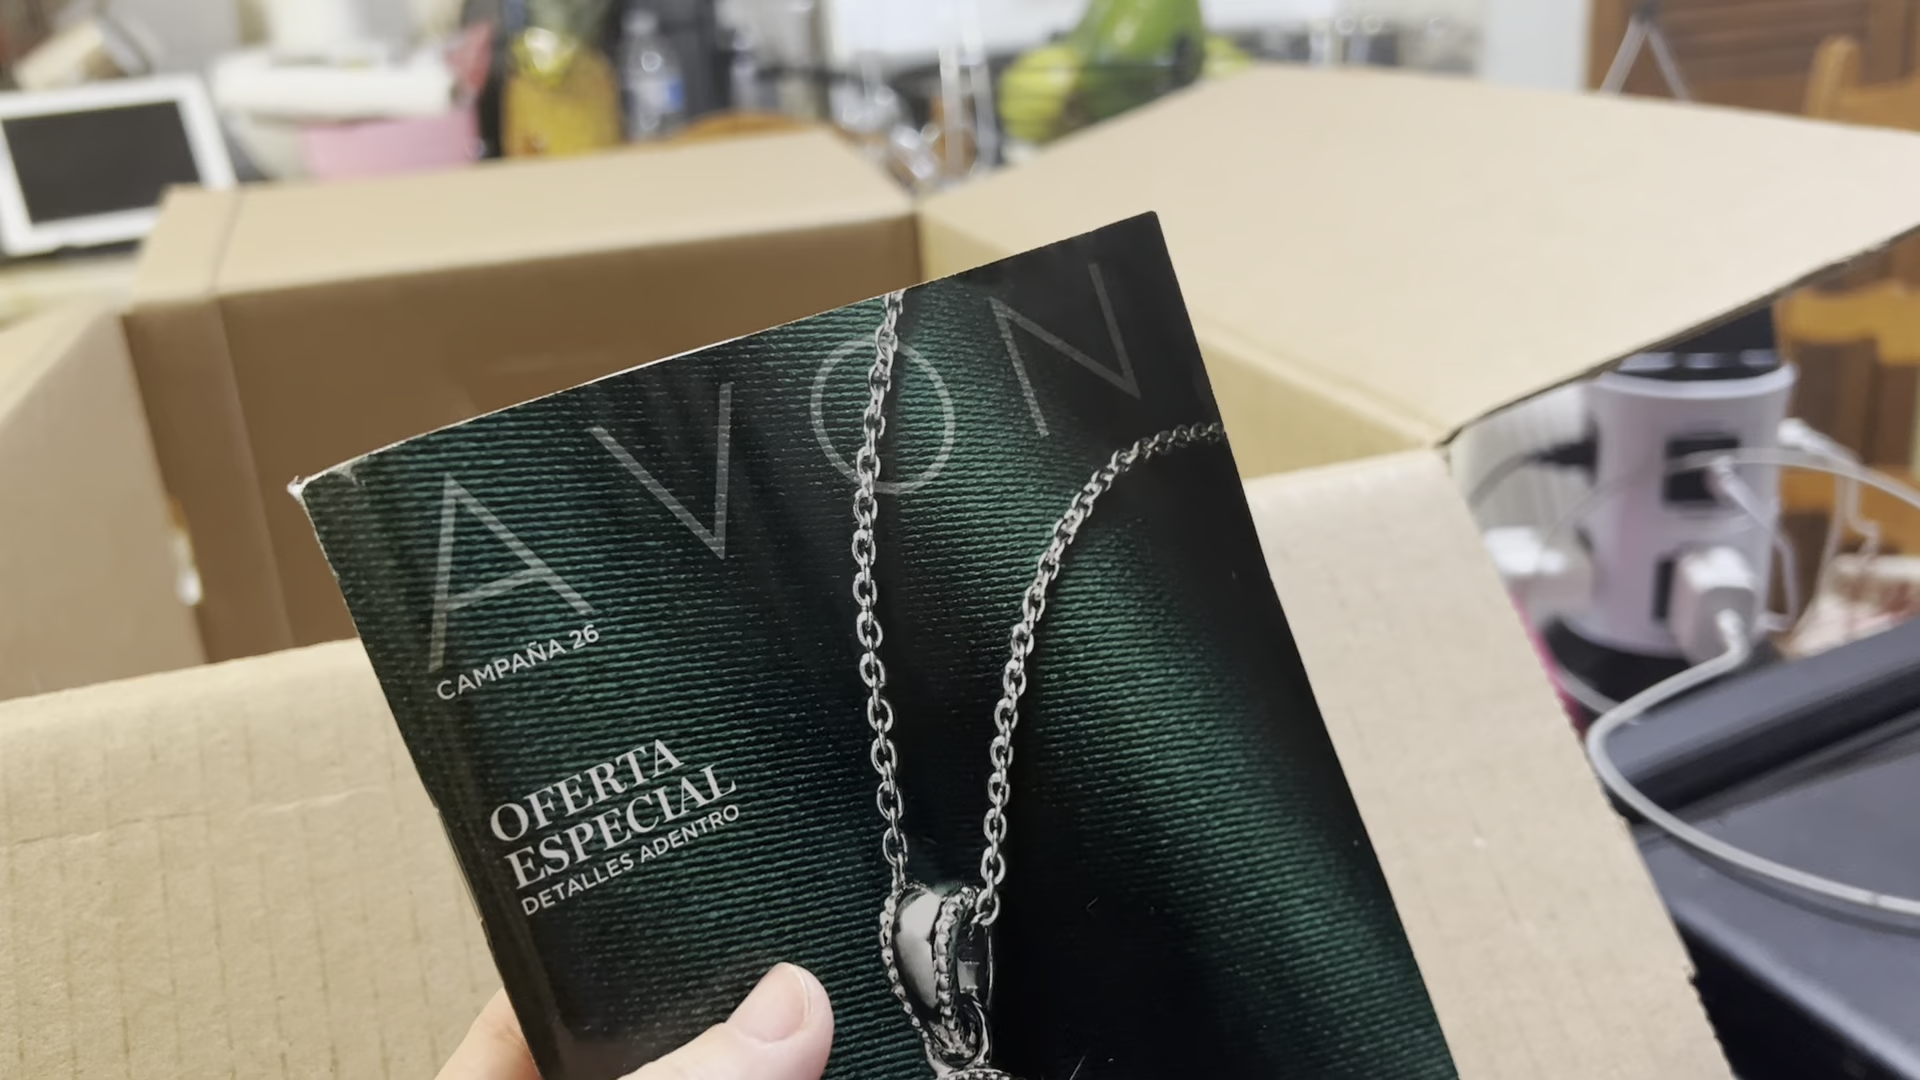 AVON
CAMPAÑA 26
OFERTA
ESPECIAL
DETALLES ADENTRO